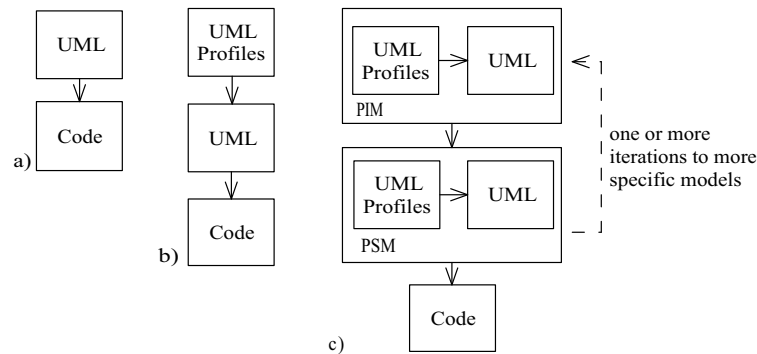 UML
Code
a)
UML
Profiles
UML
Code
b)
UML
Profiles
UML
PIM
UML
Profiles
UML
PSM
one or more
iterations to more
specific models
Code
c)